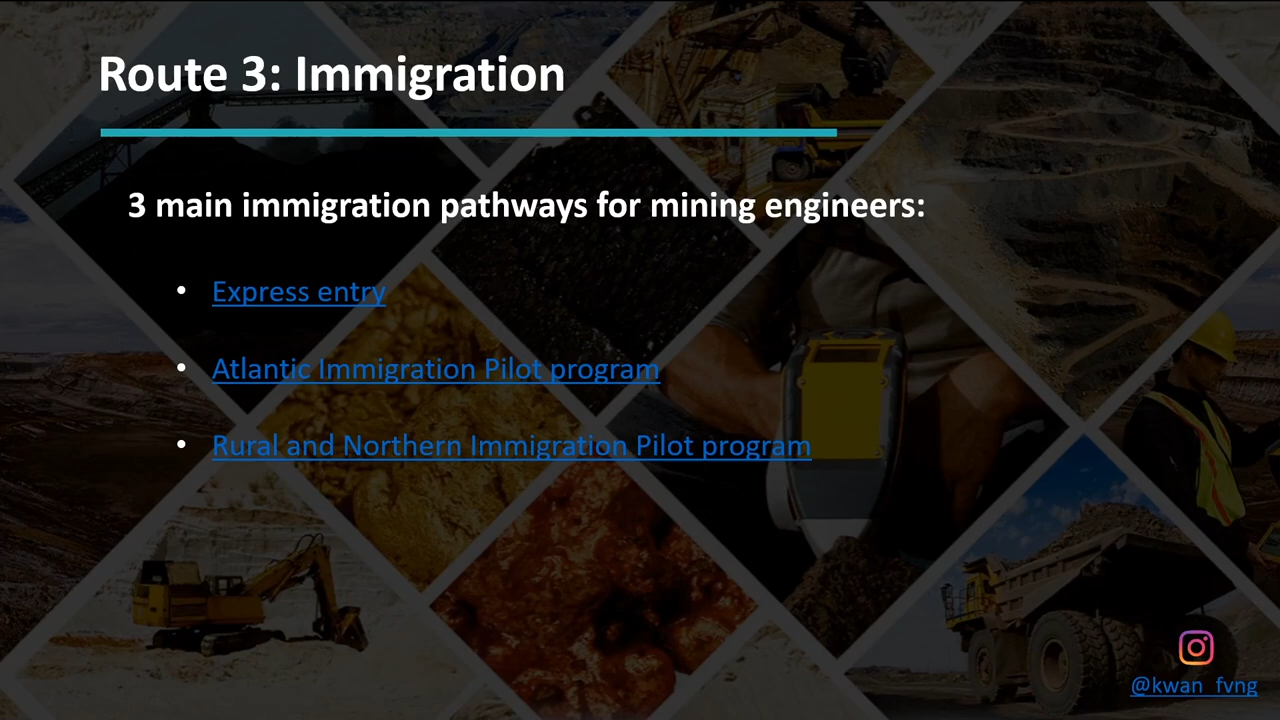 Route 3: Immigration
3 main immigration pathways for mining engineers:
• Express entry
• Atlantic Immigration Pilot program
• Rural and Northern Immigration Pilot program
@kwan_fvng